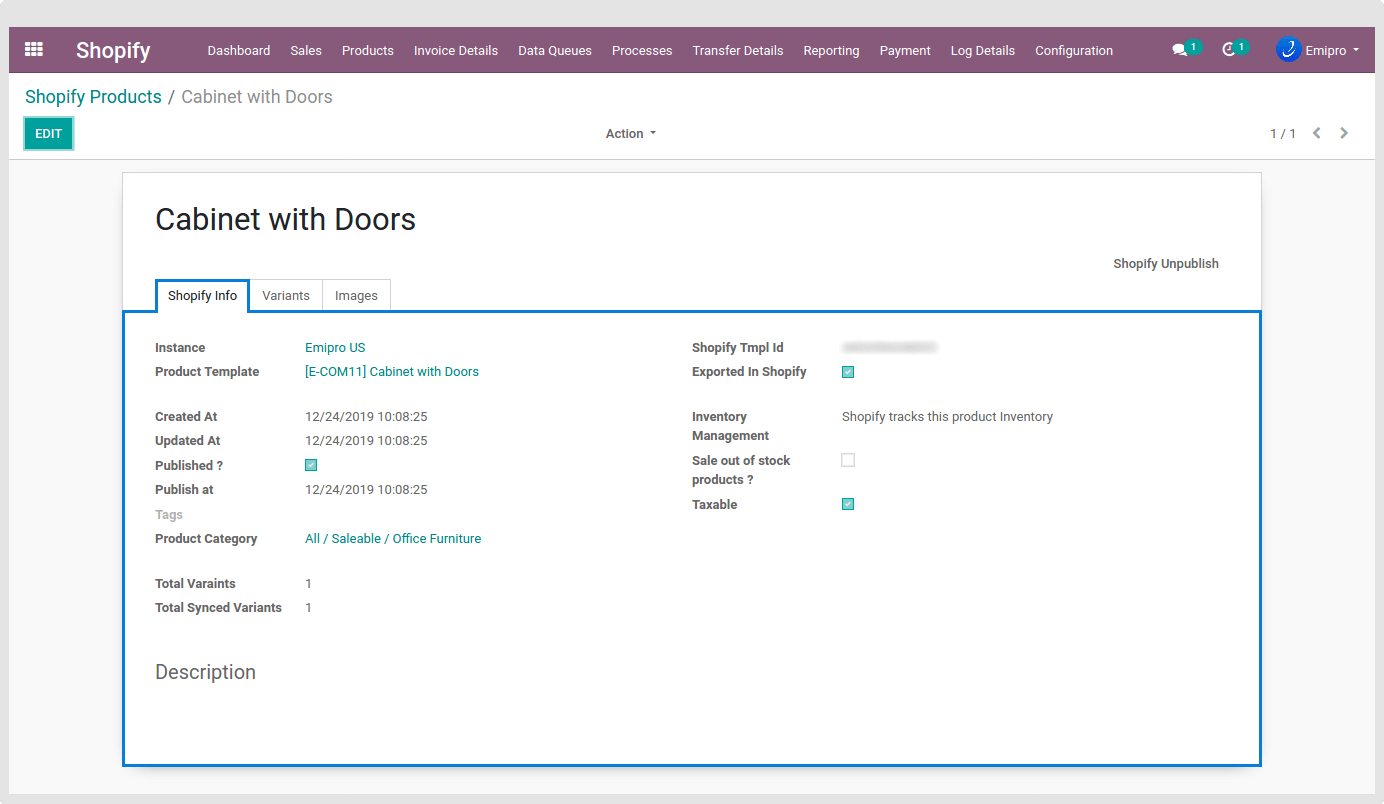 Shopify Dashboard Sales Products Invoice Details Data Queues Processes Transfer Details Reporting Payment Log Details Configuration 1 1 Emipro
Shopify Products / Cabinet with Doors
EDIT Action 1 / 1
Cabinet with Doors
Shopify Unpublish
Shopify Info Variants Images
Instance Emipro US Shopify Tmpl Id
Product Template [E-COM11] Cabinet with Doors Exported In Shopify
Created At 12/24/2019 10:08:25 Inventory Shopify tracks this product Inventory
Management
Updated At 12/24/2019 10:08:25
Published ? Sale out of stock
products ?
Publish at 12/24/2019 10:08:25
Taxable
Tags
Product Category All / Saleable / Office Furniture
Total Varaints 1
Total Synced Variants 1
Description